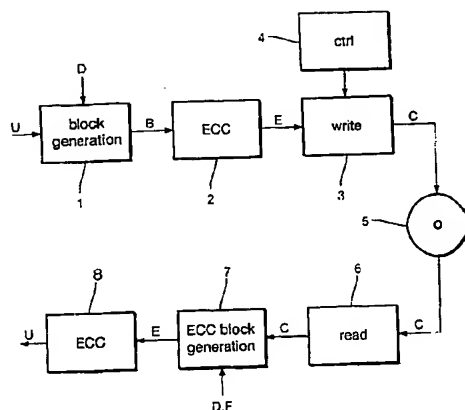 4
ctrl
D
U
block
generation
B
ECC
E
write
C
1
2
3
5
8
7
6
U
ECC
E
ECC block
generation
C
read
C
D,F